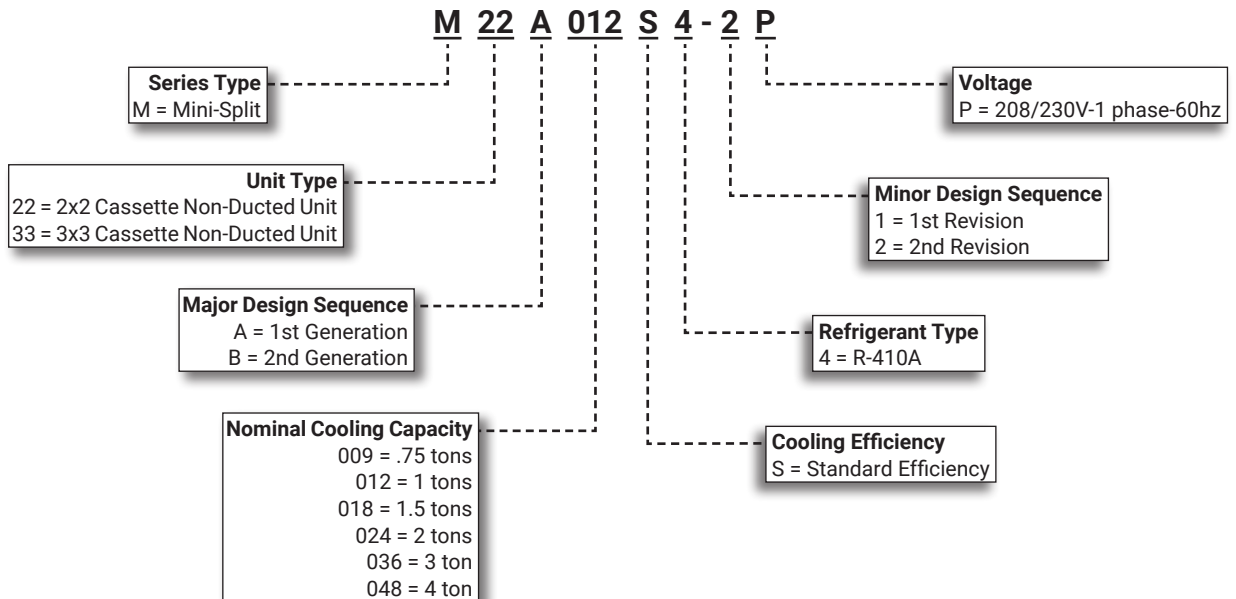 M 22 A 012 S 4 - 2 P
Series Type
M = Mini-Split
Voltage
P = 208/230V-1 phase-60hz
Unit Type
22 = 2x2 Cassette Non-Ducted Unit
33 = 3x3 Cassette Non-Ducted Unit
Minor Design Sequence
1 = 1st Revision
2 = 2nd Revision
Major Design Sequence
A = 1st Generation
B = 2nd Generation
Refrigerant Type
4 = R-410A
Nominal Cooling Capacity
009 = .75 tons
012 = 1 tons
018 = 1.5 tons
024 = 2 tons
036 = 3 ton
048 = 4 ton
Cooling Efficiency
S = Standard Efficiency